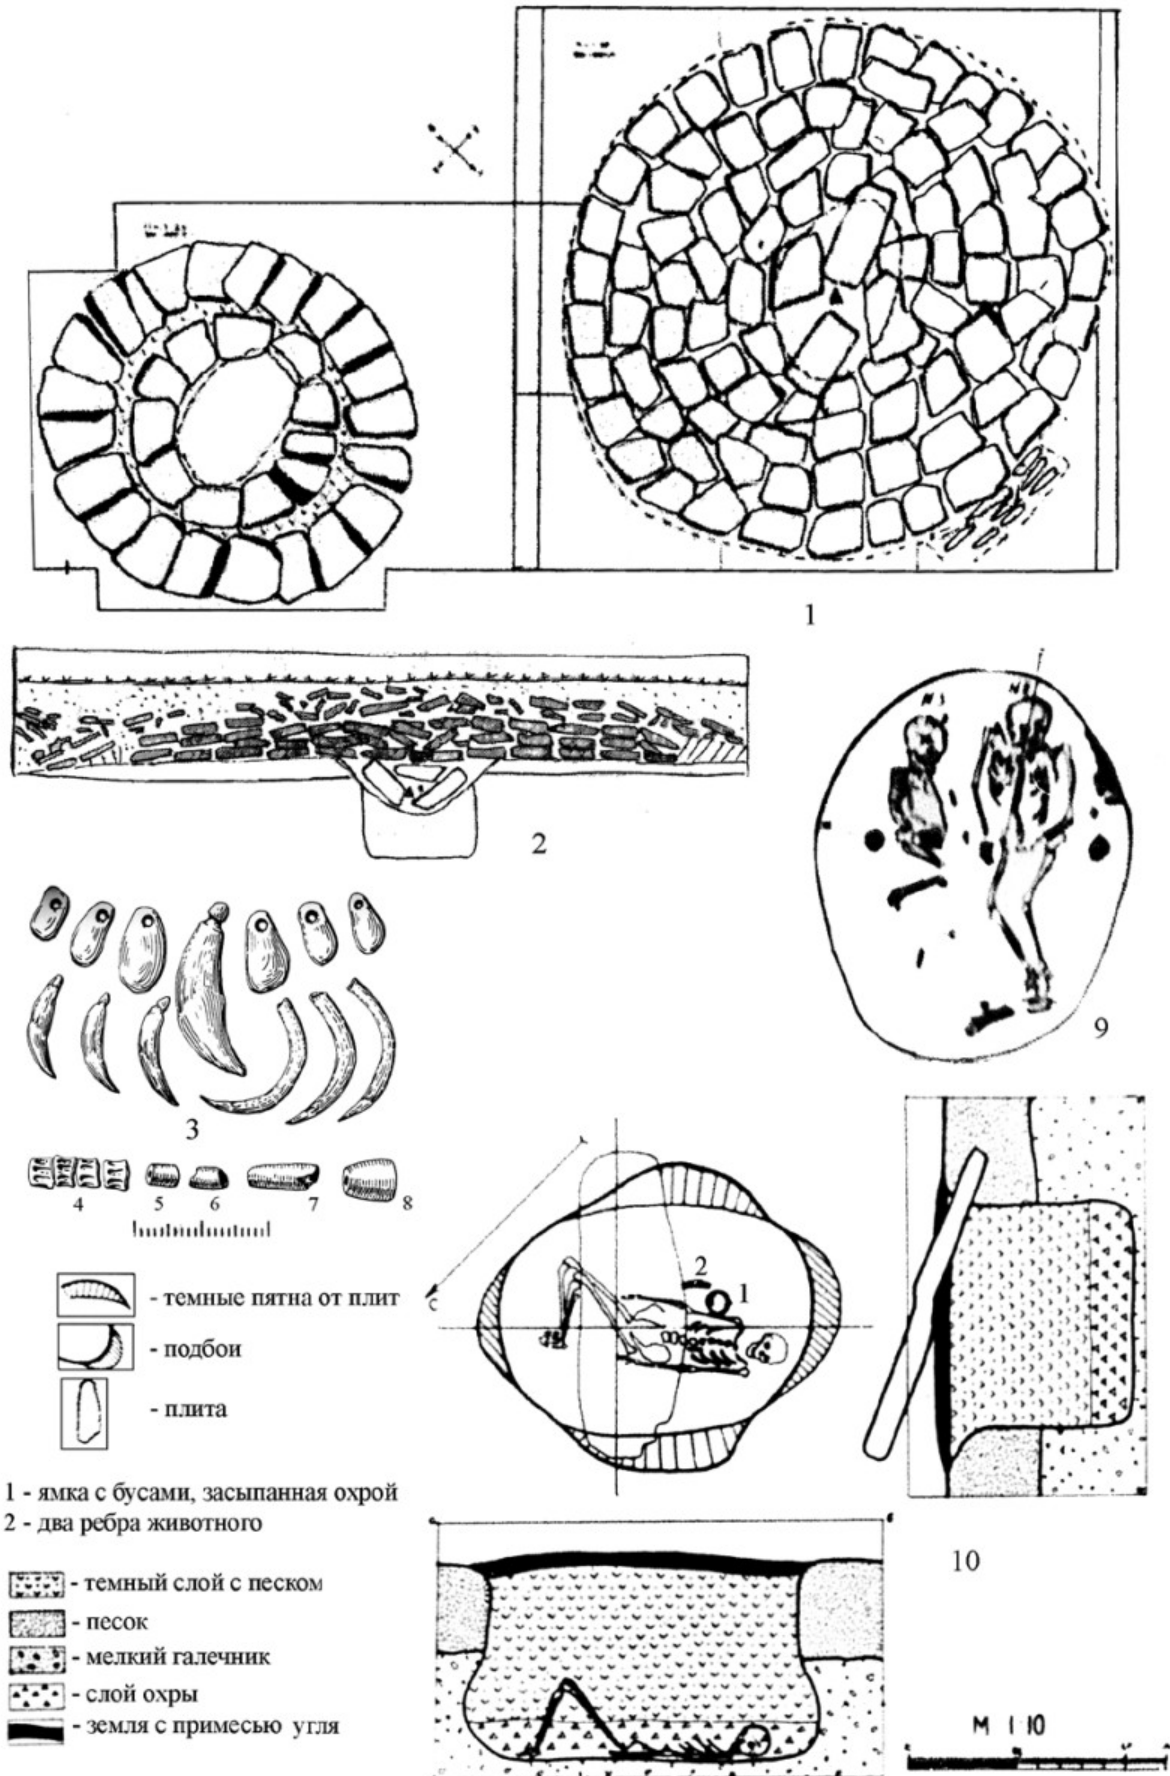 1
2
9
3
4
5
6
7
8
2
1
С
- темные пятна от плит
- подбои
- плита
1 - ямка с бусами, засыпанная охрой
2 - два ребра животного
10
- темный слой с песком
- песок
- мелкий галечник
- слой охры
- земля с примесью угля
М 1:10